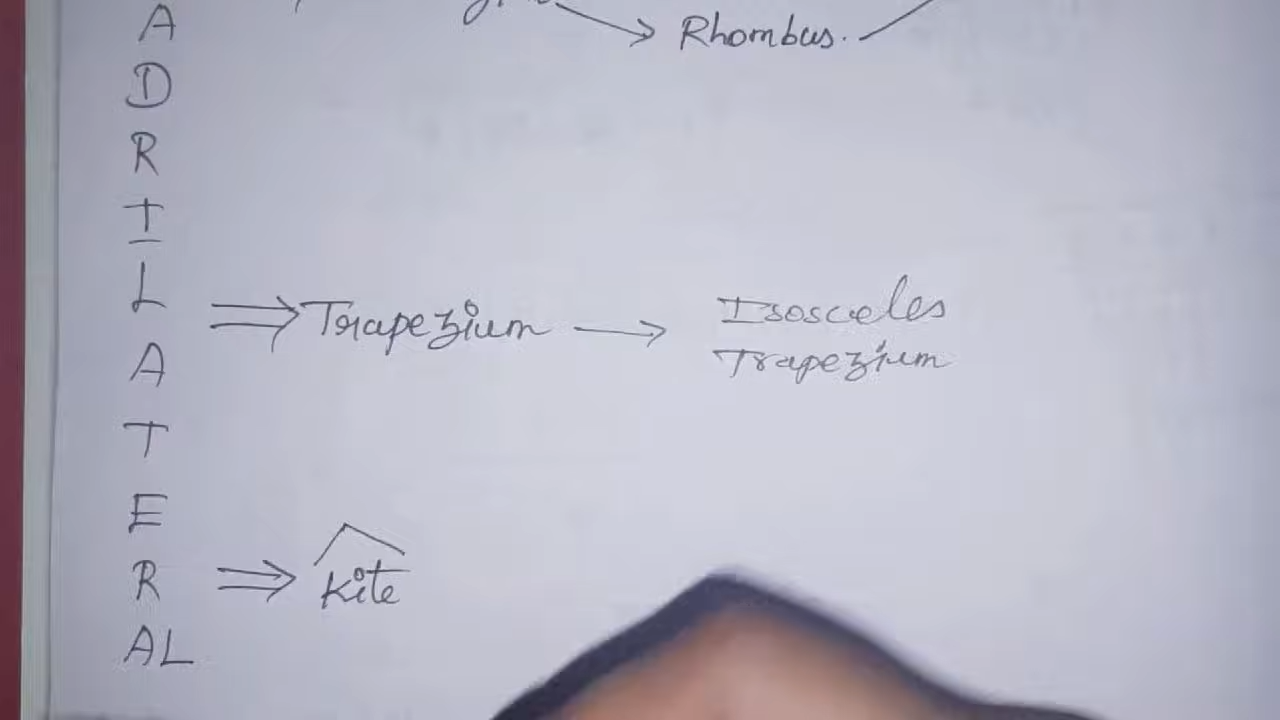 A
Rhombus.
D
R
I
L
Trapezium
Isosceles
Trapezium
A
T
E
R
Kite
AL